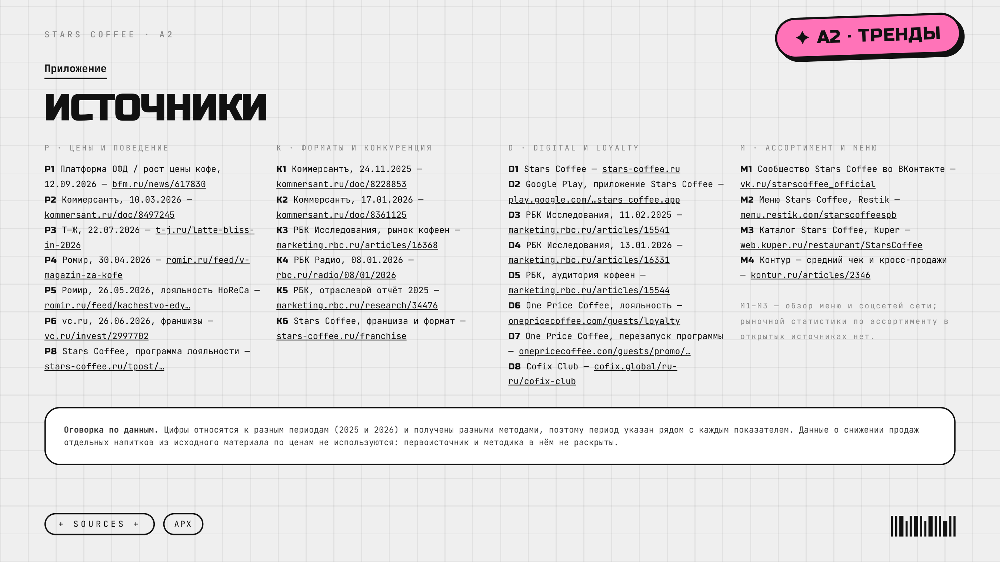 STARS COFFEE · A2
✦ А2 · ТРЕНДЫ
Приложение
ИСТОЧНИКИ
P · ЦЕНЫ И ПОВЕДЕНИЕ
P1 Платформа ОФД / рост цены кофе,
12.09.2026 — bfm.ru/news/617830
P2 Коммерсантъ, 10.03.2026 —
kommersant.ru/doc/8497245
P3 Т—Ж, 22.07.2026 — t-j.ru/latte-bliss-
in-2026
P4 Ромир, 30.04.2026 — romir.ru/feed/v-
magazin-za-kofe
P5 Ромир, 26.05.2026, лояльность HoReCa —
romir.ru/feed/kachestvo-edy…
P6 vc.ru, 26.06.2026, франшизы —
vc.ru/invest/2997702
P8 Stars Coffee, программа лояльности —
stars-coffee.ru/tpost/…
К · ФОРМАТЫ И КОНКУРЕНЦИЯ
K1 Коммерсантъ, 24.11.2025 —
kommersant.ru/doc/8228853
K2 Коммерсантъ, 17.01.2026 —
kommersant.ru/doc/8361125
K3 РБК Исследования, рынок кофеен —
marketing.rbc.ru/articles/16368
K4 РБК Радио, 08.01.2026 —
rbc.ru/radio/08/01/2026
K5 РБК, отраслевой отчёт 2025 —
marketing.rbc.ru/research/34476
K6 Stars Coffee, франшиза и формат —
stars-coffee.ru/franchise
D · DIGITAL И LOYALTY
D1 Stars Coffee — stars-coffee.ru
D2 Google Play, приложение Stars Coffee —
play.google.com/…stars_coffee.app
D3 РБК Исследования, 11.02.2025 —
marketing.rbc.ru/articles/15541
D4 РБК Исследования, 13.01.2026 —
marketing.rbc.ru/articles/16331
D5 РБК, аудитория кофеен —
marketing.rbc.ru/articles/15544
D6 One Price Coffee, лояльность —
onepricecoffee.com/guests/loyalty
D7 One Price Coffee, перезапуск программы
— onepricecoffee.com/guests/promo/…
D8 Cofix Club — cofix.global/ru-
ru/cofix-club
M · АССОРТИМЕНТ И МЕНЮ
M1 Сообщество Stars Coffee во ВКонтакте —
vk.ru/starscoffee_official
M2 Меню Stars Coffee, Restik —
menu.restik.com/starscoffeespb
M3 Каталог Stars Coffee, Kuper —
web.kuper.ru/restaurant/StarsCoffee
M4 Контур — средний чек и кросс-продажи
— kontur.ru/articles/2346
M1–M3 — обзор меню и соцсетей сети;
рыночной статистики по ассортименту в
открытых источниках нет.
Оговорка по данным. Цифры относятся к разным периодам (2025 и 2026) и получены разными методами, поэтому период указан рядом с каждым показателем. Данные о снижении продаж
отдельных напитков из исходного материала по ценам не используются: первоисточник и методика в нём не раскрыты.
+ SOURCES +
APX